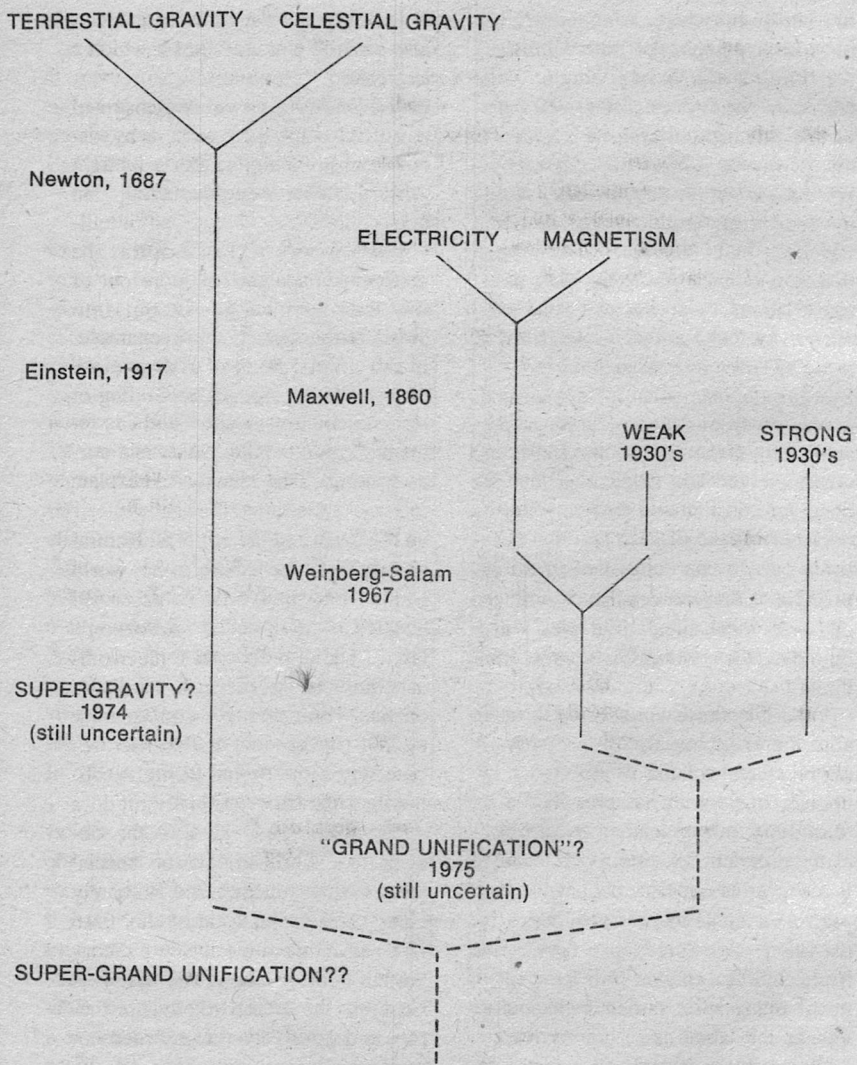 TERRESTIAL GRAVITY
CELESTIAL GRAVITY
Newton, 1687
ELECTRICITY
MAGNETISM
Einstein, 1917
Maxwell, 1860
WEAK
1930's
STRONG
1930's
Weinberg-Salam
1967
SUPERGRAVITY?
1974
(still uncertain)
"GRAND UNIFICATION"?
1975
(still uncertain)
SUPER-GRAND UNIFICATION??